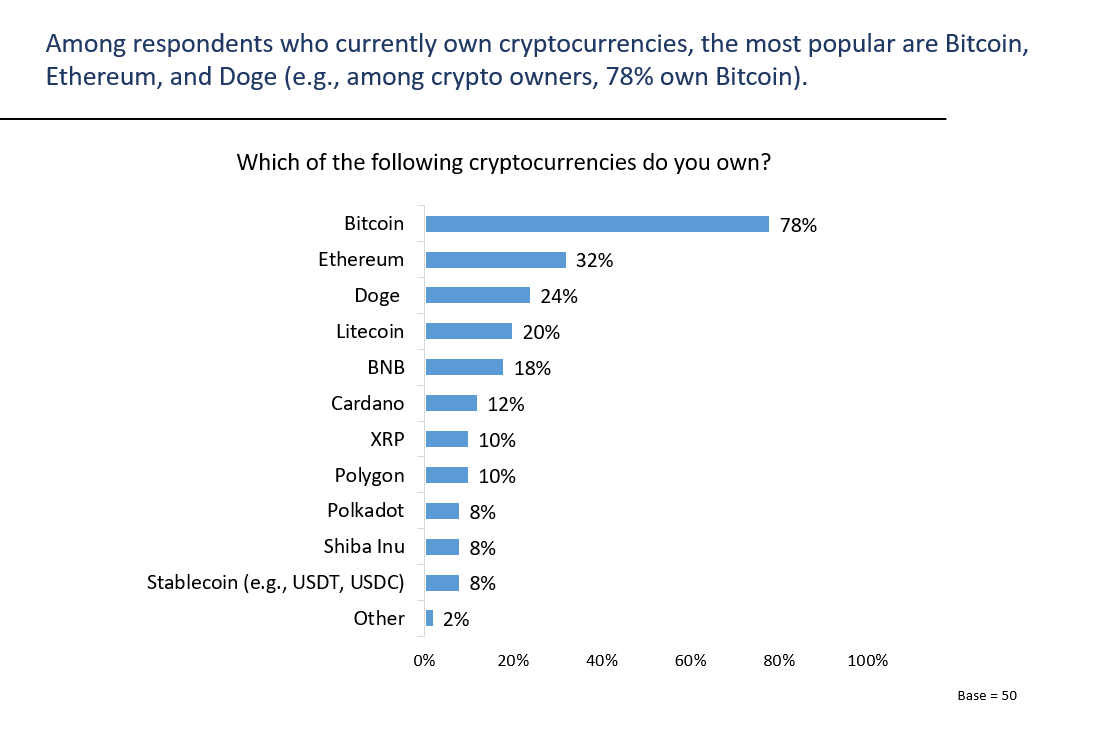 Among respondents who currently own cryptocurrencies, the most popular are Bitcoin,
Ethereum, and Doge (e.g., among crypto owners, 78% own Bitcoin).
Which of the following cryptocurrencies do you own?
Bitcoin 78%
Ethereum 32%
Doge 24%
Litecoin 20%
BNB 18%
Cardano 12%
XRP 10%
Polygon 10%
Polkadot 8%
Shiba Inu 8%
Stablecoin (e.g., USDT, USDC) 8%
Other 2%
0% 20% 40% 60% 80% 100%
Base = 50